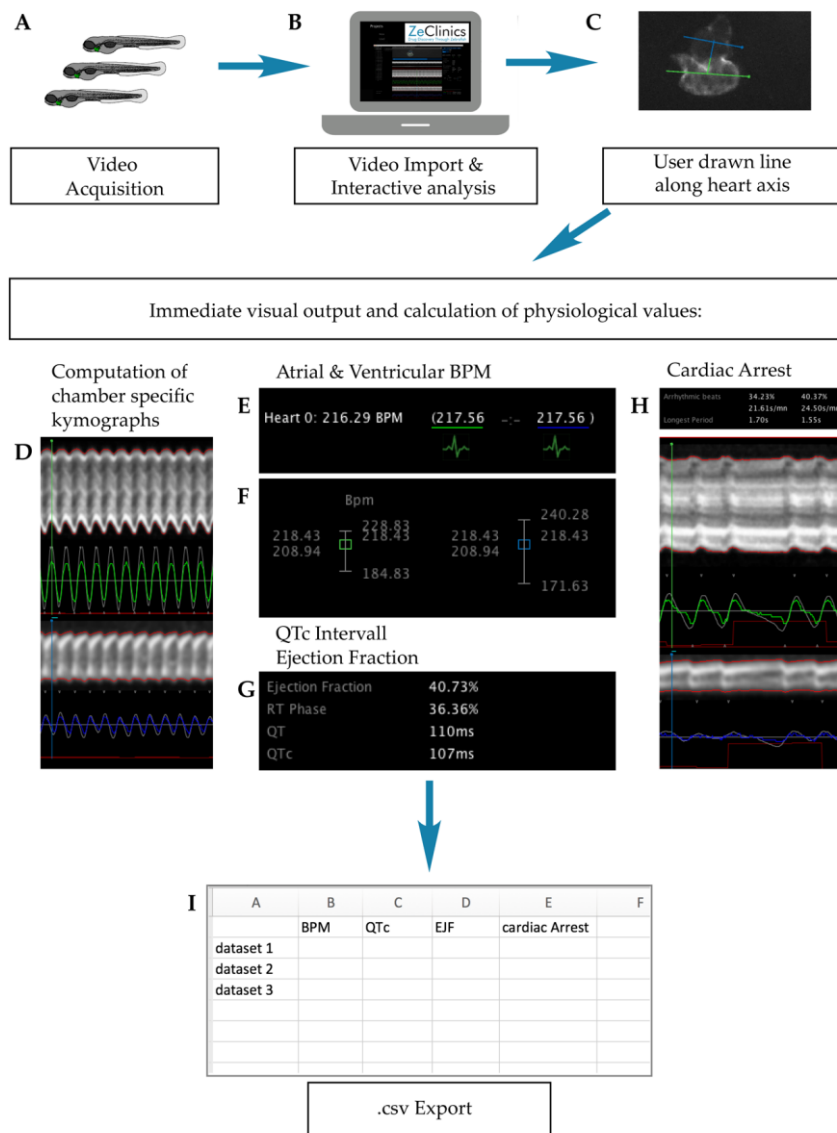 A
B
C
ZeClinics
Drug Discovery Through Zebrafish
Video
Acquisition
Video Import &
Interactive analysis
User drawn line
along heart axis
Immediate visual output and calculation of physiological values:
Computation of
chamber specific
kymographs
D
Atrial & Ventricular BPM
E
Heart 0: 216.29 BPM (217.56 -:- 217.56 )
F
Bpm
218.43
208.94
228.83
218.43
184.83
218.43
208.94
240.28
218.43
171.63
QTc Intervall
Ejection Fraction
G
Ejection Fraction 40.73%
RT Phase 36.36%
QT 110ms
QTc 107ms
Cardiac Arrest
H
Arrhythmic beats 34.23% 40.37%
21.61s/mn 24.50s/mn
Longest Period 1.70s 1.55s
I
A B C D E F
BPM QTc EJF cardiac Arrest
dataset 1
dataset 2
dataset 3
.csv Export